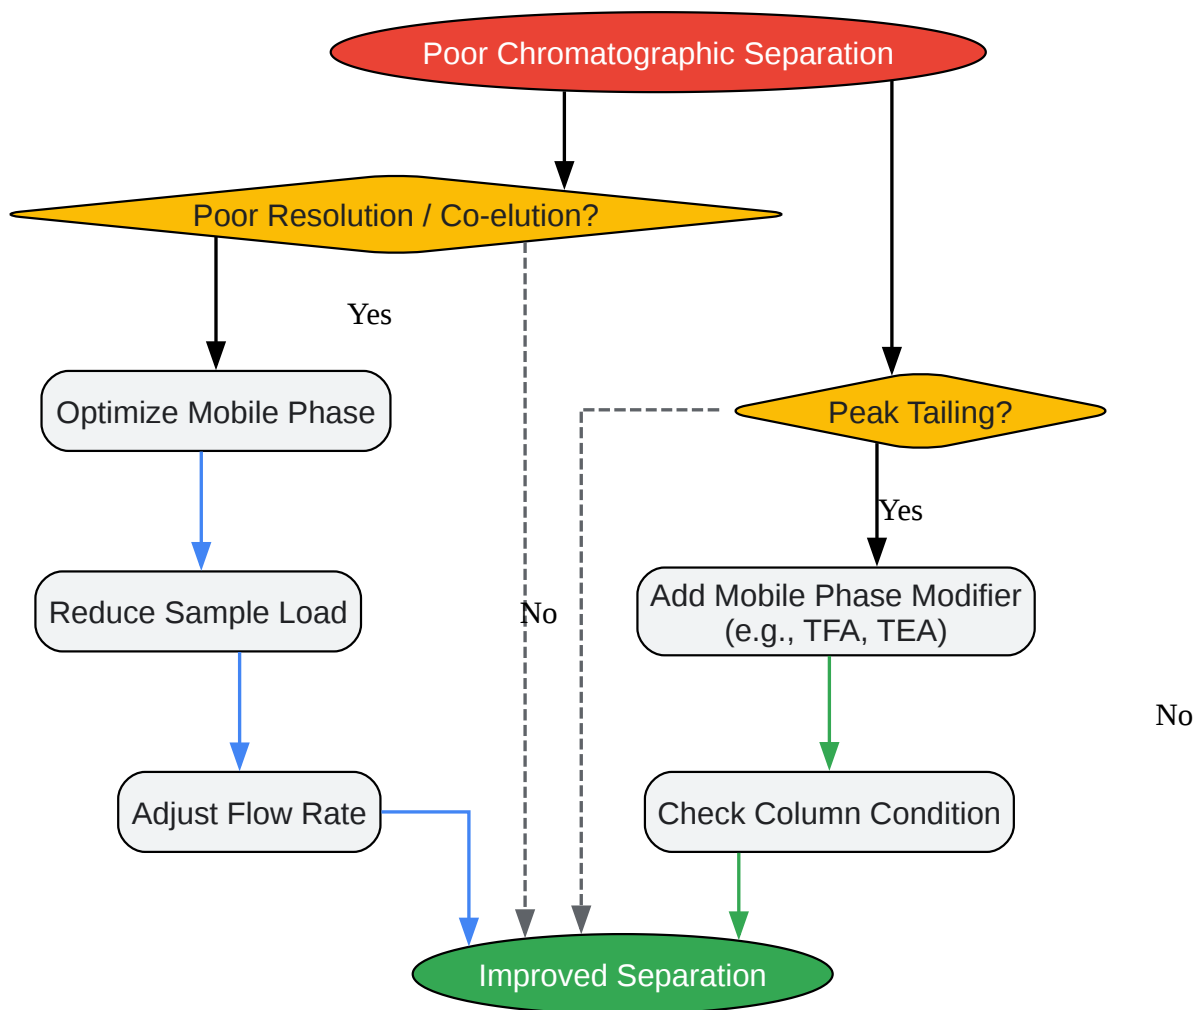 Poor Chromatographic Separation
Poor Resolution / Co-elution?
Yes
Optimize Mobile Phase
Peak Tailing?
Yes
Reduce Sample Load
No
Add Mobile Phase Modifier
(e.g., TFA, TEA)
No
Adjust Flow Rate
Check Column Condition
Improved Separation